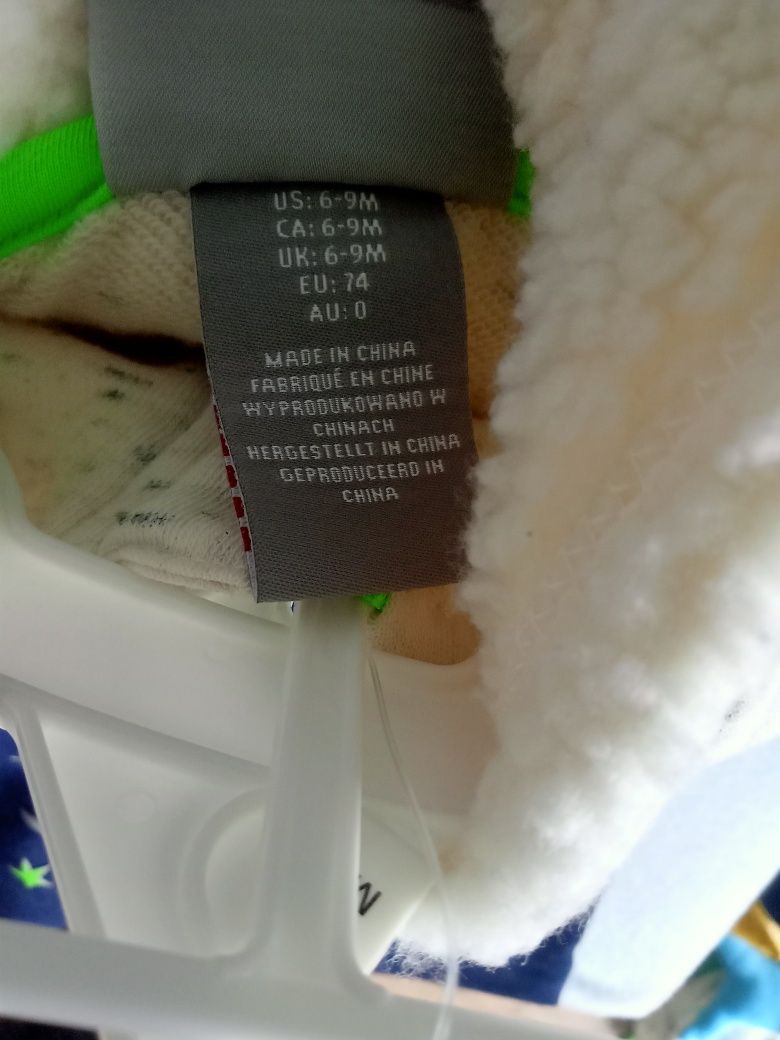 US: 6-9M
CA: 6-9M
UK: 6-9M
EU: 74
AU: 0
MADE IN CHINA
FABRIQUÉ EN CHINE
WYPRODUKOWANO W
CHINACH
HERGESTELLT IN CHINA
GEPRODUCEERD IN
CHINA